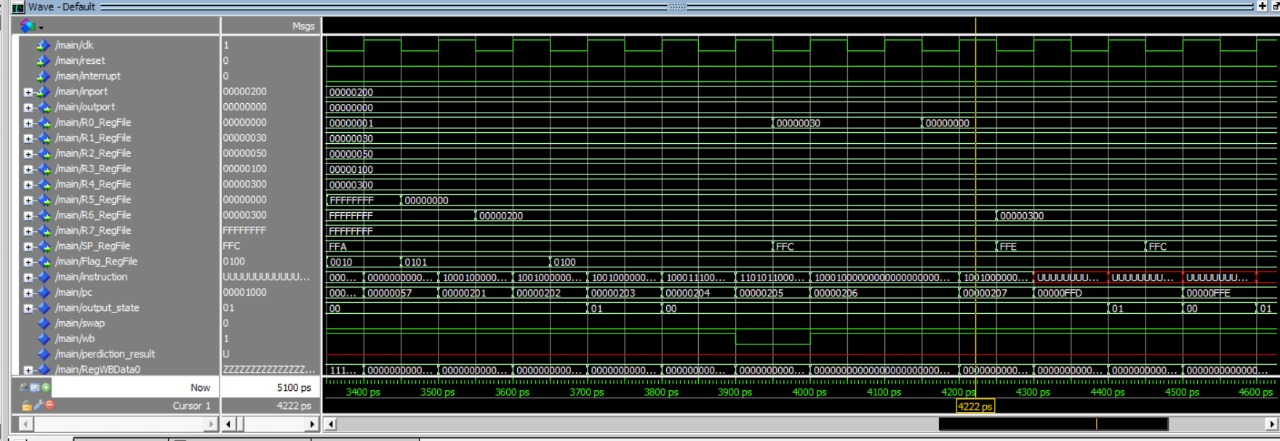 Wave - Default
Msgs
/main/clk 1
/main/reset 0
/main/interrupt 0
/main/inport 00000200 00000200
/main/outport 00000000 00000000
/main/R0_RegFile 00000000 00000001 00000030 00000000
/main/R1_RegFile 00000030 00000030
/main/R2_RegFile 00000050 00000050
/main/R3_RegFile 00000100 00000100
/main/R4_RegFile 00000300 00000300
/main/R5_RegFile 00000000 FFFFFFFF 00000000
/main/R6_RegFile 00000300 FFFFFFFF 00000200 00000300
/main/R7_RegFile FFFFFFFF FFFFFFFF
/main/SP_RegFile FFC FFA FFC FFE FFC
/main/Flag_RegFile 0100 0010 0101 0100
/main/instruction UUUUUUUUUUUU... 000... 0000000000... 1000100000... 1001000000... 1001000000... 100011100... 1101011000... 10001000000000000000000... 1001000000... UUUUUUUU... UUUUUUUU... UUUUUUUU...
/main/pc 00001000 000... 00000057 00000201 00000202 00000203 00000204 00000205 00000206 00000207 00000FFD 00000FFE
/main/output_state 01 00 01 00 01 00 01
/main/swap 0
/main/wb 1
/main/perdiction_result U
/main/RegWBData0 ZZZZZZZZZZZZZZ... 111... 0000000000... 0000000000... 0000000000... 0000000000... 0000000000... 0000000000... 00000000000000000000000... 0000000000... 0000000000... 0000000000... 000000000000...
Now 5100 ps 3400 ps 3500 ps 3600 ps 3700 ps 3800 ps 3900 ps 4000 ps 4100 ps 4200 ps 4300 ps 4400 ps 4500 ps 4600 ps
Cursor 1 4222 ps 4222 ps